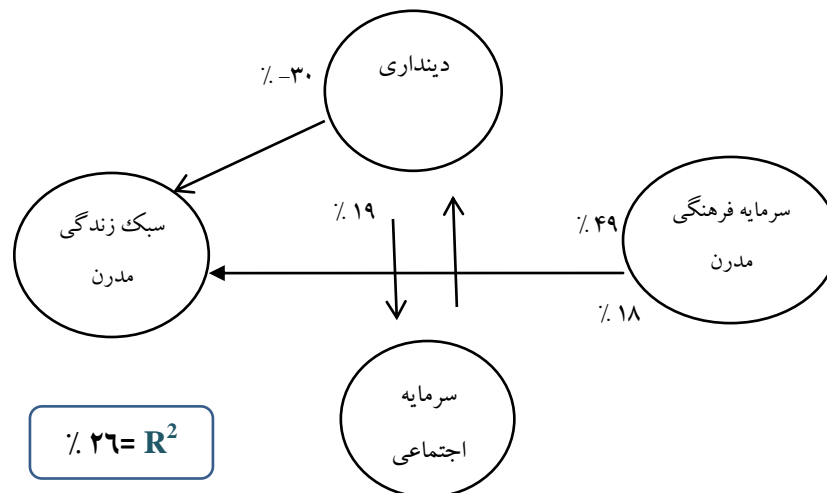 دینداری
٪ –۳۰
سرمایه فرهنگی
مدرن
٪ ۴۹
٪ ۱۹
سبک زندگی
مدرن
٪ ۱۸
سرمایه
اجتماعی
٪ ۲۶= R²